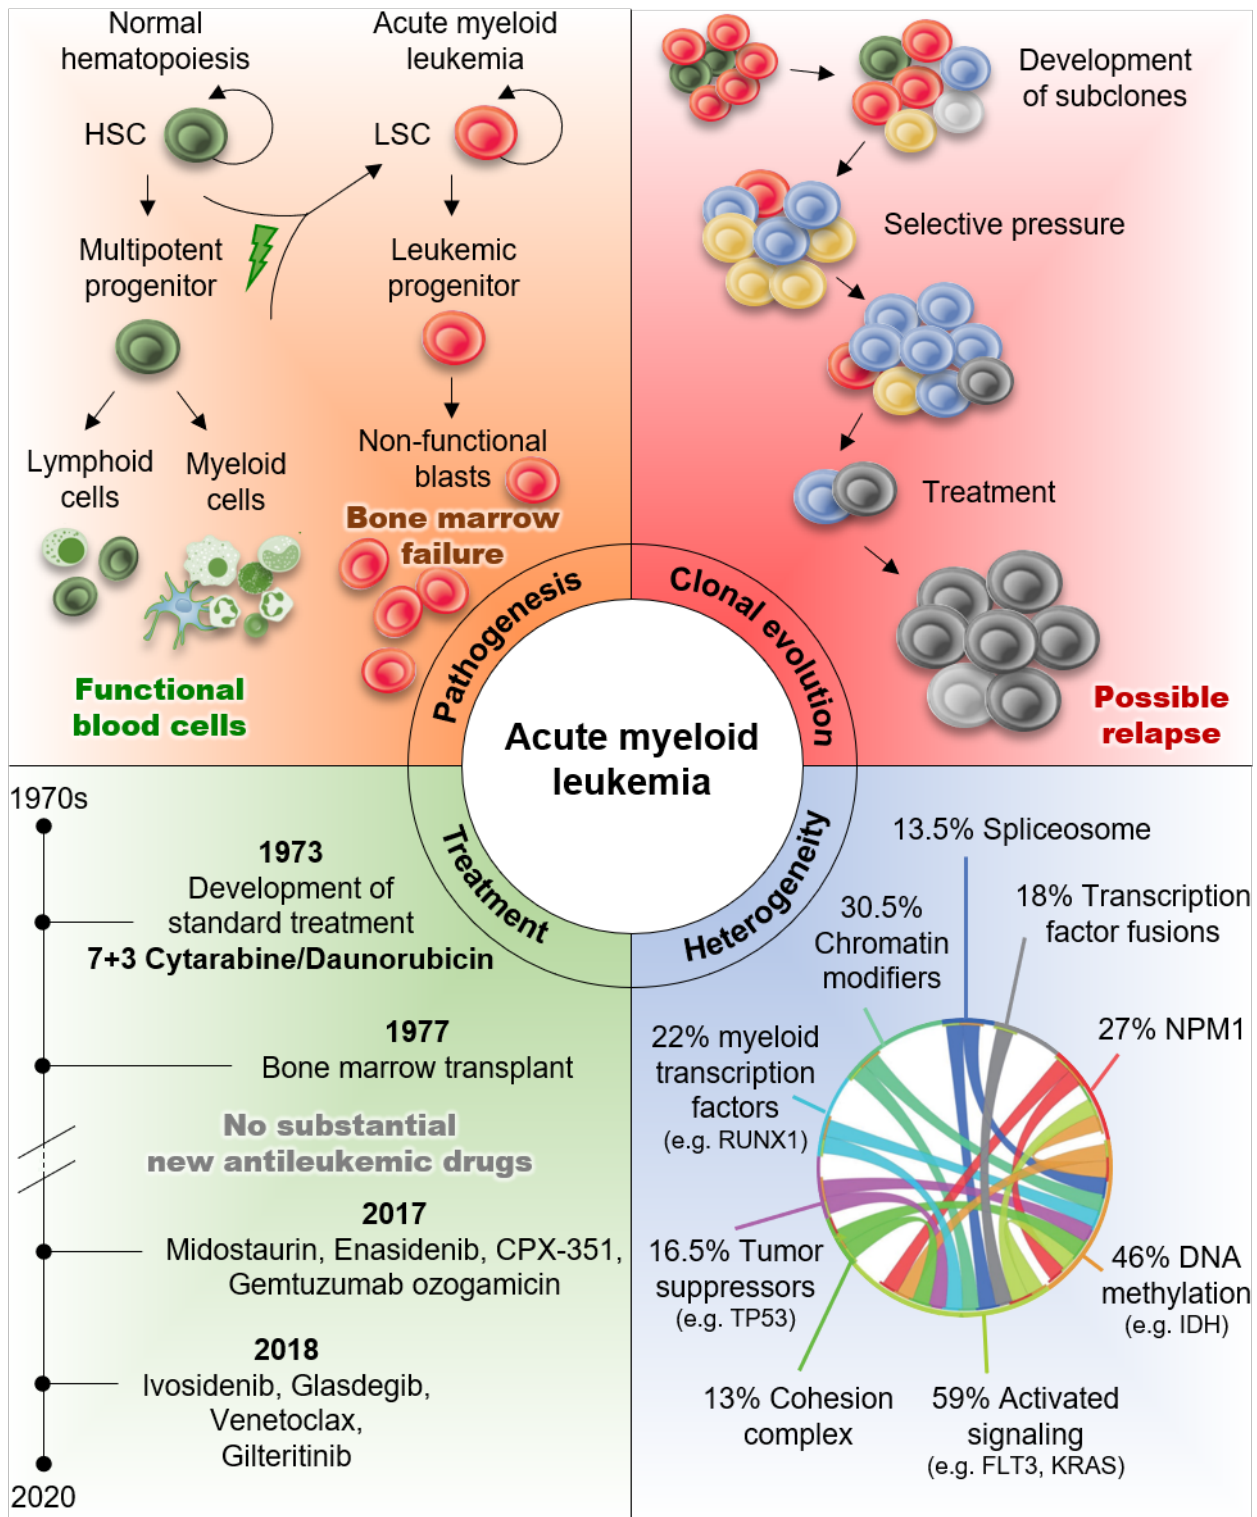 Normal
hematopoiesis
HSC
Multipotent
progenitor
Lymphoid
cells
Myeloid
cells
Functional
blood cells
Acute myeloid
leukemia
LSC
Leukemic
progenitor
Non-functional
blasts
Bone marrow
failure
Development
of subclones
Selective pressure
Treatment
Possible
relapse
Pathogenesis
Clonal evolution
Treatment
Heterogeneity
Acute myeloid
leukemia
1970s
1973
Development of
standard treatment
7+3 Cytarabine/Daunorubicin
1977
Bone marrow transplant
No substantial
new antileukemic drugs
2017
Midostaurin, Enasidenib, CPX-351,
Gemtuzumab ozogamicin
2018
Ivosidenib, Glasdegib,
Venetoclax,
Gilteritinib
2020
13.5% Spliceosome
18% Transcription
factor fusions
30.5%
Chromatin
modifiers
27% NPM1
22% myeloid
transcription
factors
(e.g. RUNX1)
16.5% Tumor
suppressors
(e.g. TP53)
46% DNA
methylation
(e.g. IDH)
13% Cohesion
complex
59% Activated
signaling
(e.g. FLT3, KRAS)